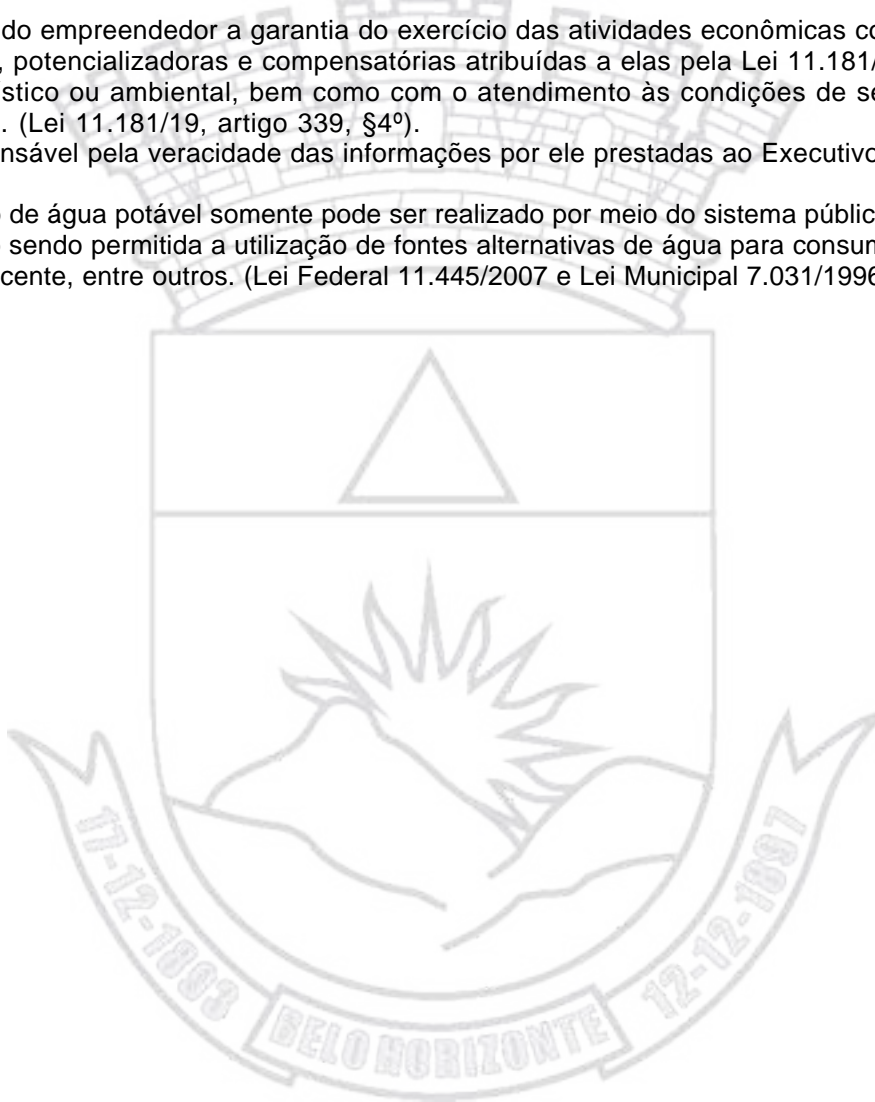 do empreendedor a garantia do exercício das atividades econômicas co
, potencializadoras e compensatórias atribuídas a elas pela Lei 11.181/
stico ou ambiental, bem como com o atendimento às condições de se
. (Lei 11.181/19, artigo 339, §4º).
nsável pela veracidade das informações por ele prestadas ao Executivo
de água potável somente pode ser realizado por meio do sistema públic
sendo permitida a utilização de fontes alternativas de água para consum
cente, entre outros. (Lei Federal 11.445/2007 e Lei Municipal 7.031/1996
17-12-1893
BELO HORIZONTE
12-12-1897